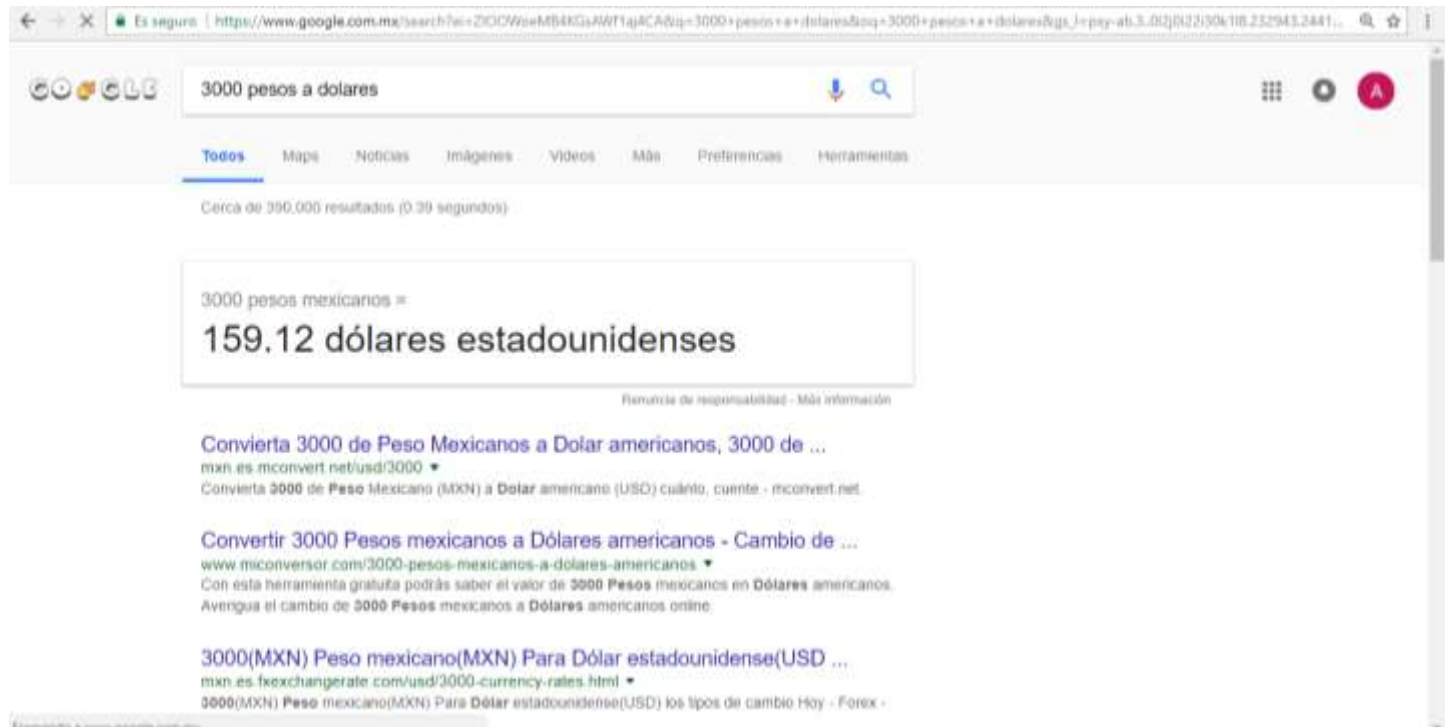 Es seguro | https://www.google.com.mx/search?
3000 pesos a dolares
A
Todos Maps Noticias Imágenes Videos Más Preferencias Herramientas
Cerca de 390,000 resultados (0.39 segundos)
3000 pesos mexicanos =
159.12 dólares estadounidenses
Renuncia de responsabilidad - Más información
Convierta 3000 de Peso Mexicanos a Dolar americanos, 3000 de ...
mxn.es.mconvert.net/usd/3000
Convierta 3000 de Peso Mexicano (MXN) a Dolar americano (USD) cuánto, cuente - mconvert.net.
Convertir 3000 Pesos mexicanos a Dólares americanos - Cambio de ...
www.miconversor.com/3000-pesos-mexicanos-a-dolares-americanos
Con esta herramienta gratuita podrás saber el valor de 3000 Pesos mexicanos en Dólares americanos.
Averigua el cambio de 3000 Pesos mexicanos a Dólares americanos online.
3000(MXN) Peso mexicano(MXN) Para Dólar estadounidense(USD ...
mxn.es.fxexchangerate.com/usd/3000-currency-rates.html
3000(MXN) Peso mexicano(MXN) Para Dólar estadounidense(USD) los tipos de cambio Hoy - Forex -